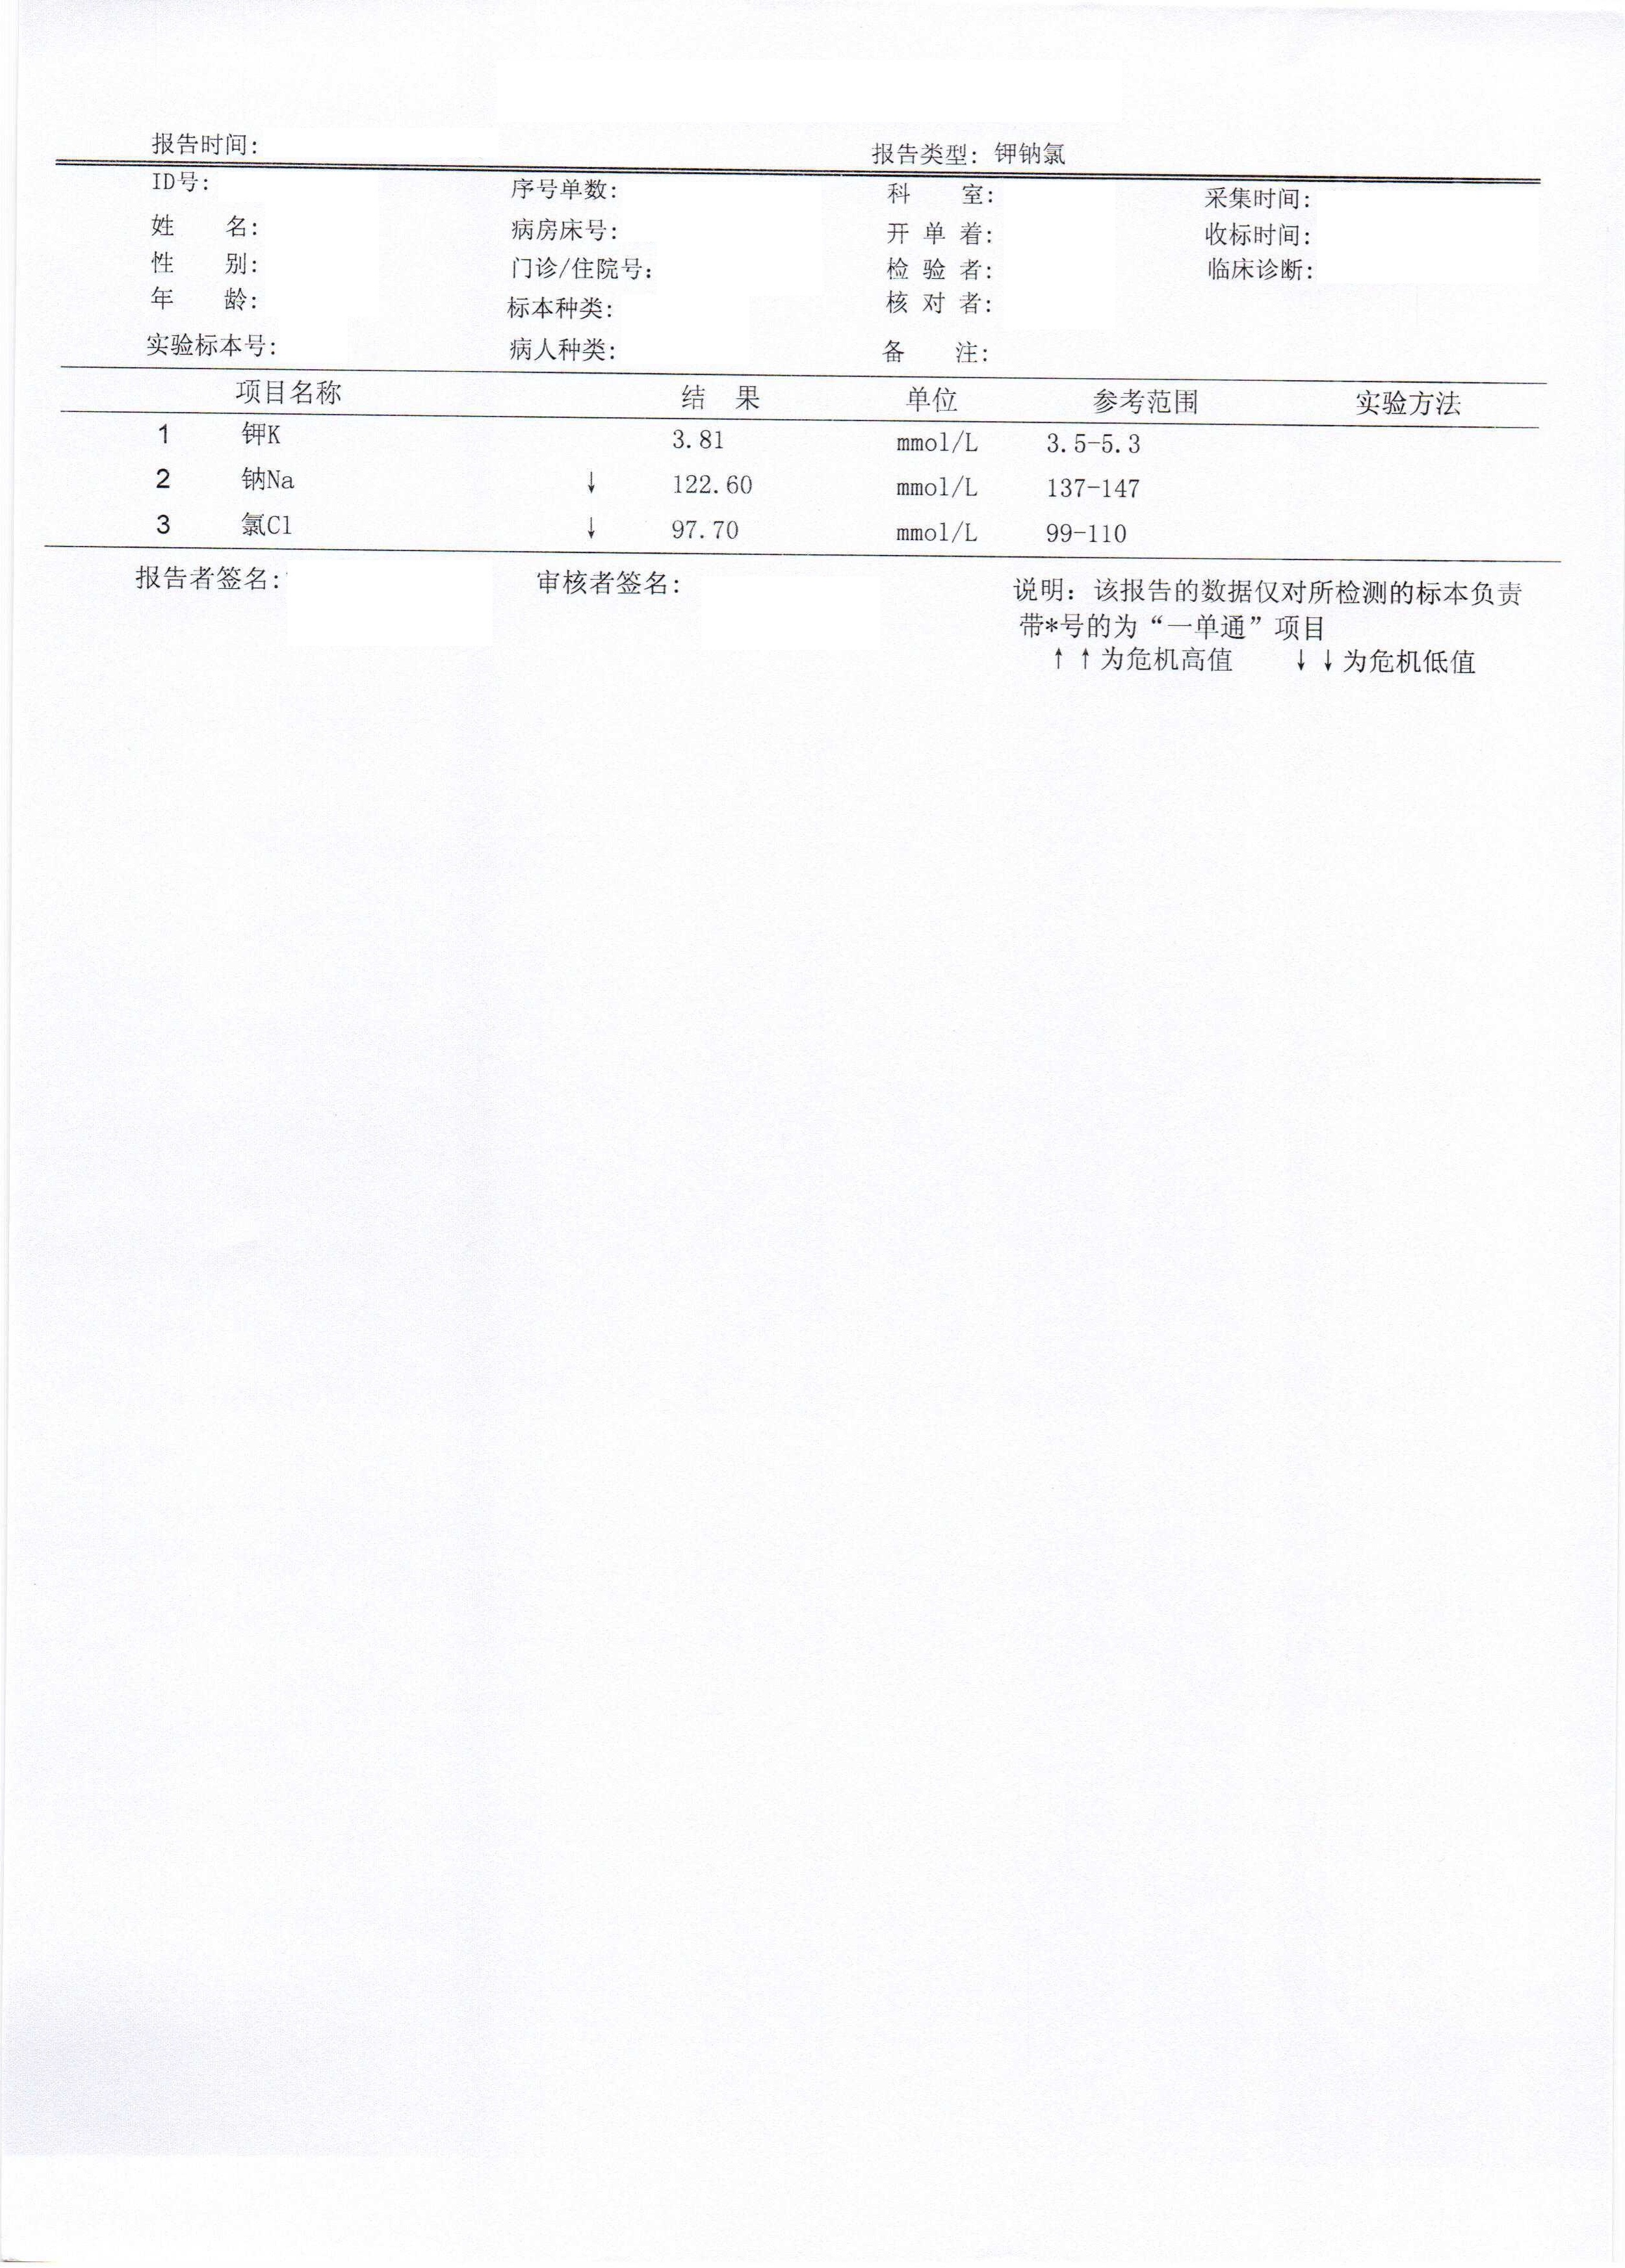 报告时间:
报告类型: 钾钠氯
ID号: 序号单数: 科 室: 采集时间:
姓 名: 病房床号: 开 单 着: 收标时间:
性 别: 门诊/住院号: 检 验 者: 临床诊断:
年 龄: 标本种类: 核 对 者:
实验标本号: 病人种类: 备 注:
项目名称 结 果 单位 参考范围 实验方法
1 钾K 3.81 mmol/L 3.5-5.3
2 钠Na ↓ 122.60 mmol/L 137-147
3 氯Cl ↓ 97.70 mmol/L 99-110
报告者签名: 审核者签名: 说明: 该报告的数据仅对所检测的标本负责
带*号的为“一单通”项目
↑↑为危机高值 ↓↓为危机低值